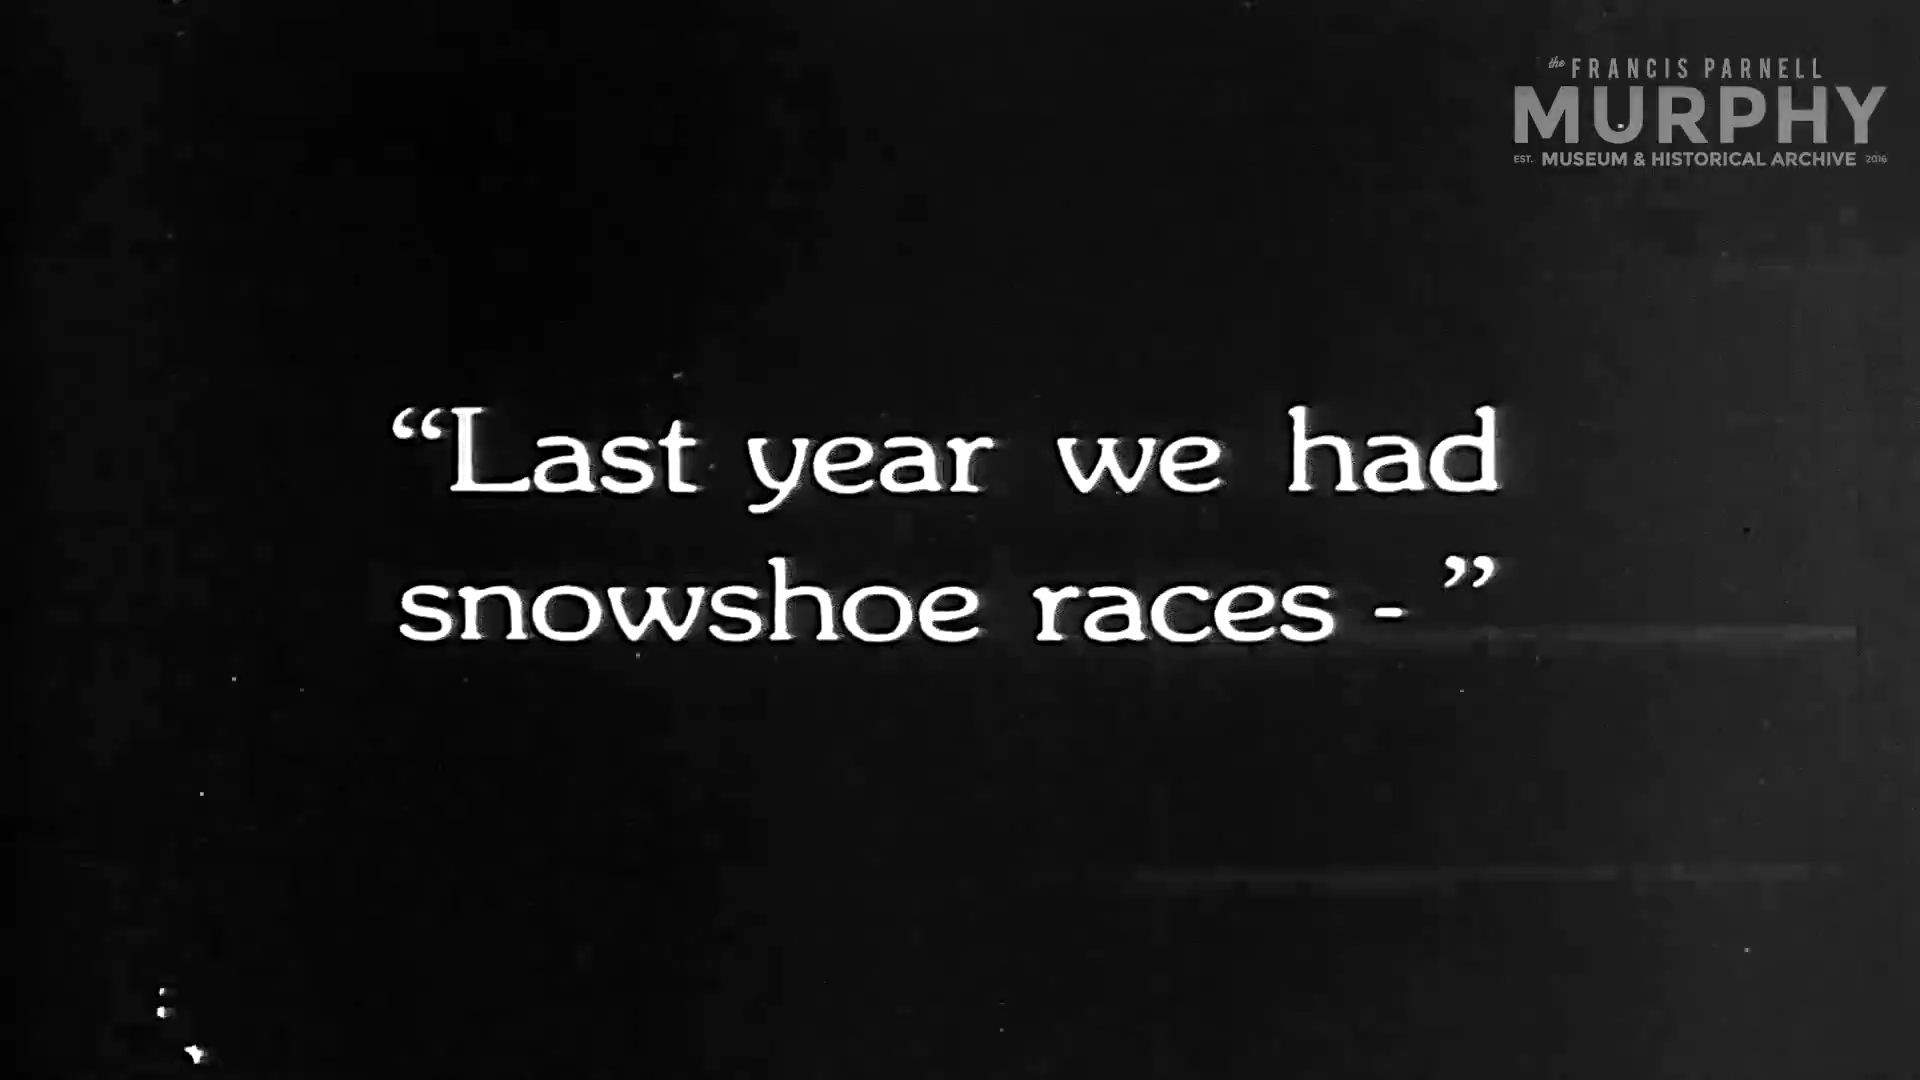 the FRANCIS PARNELL
MURPHY
EST. MUSEUM & HISTORICAL ARCHIVE 2016
“Last year we had
snowshoe races - ”